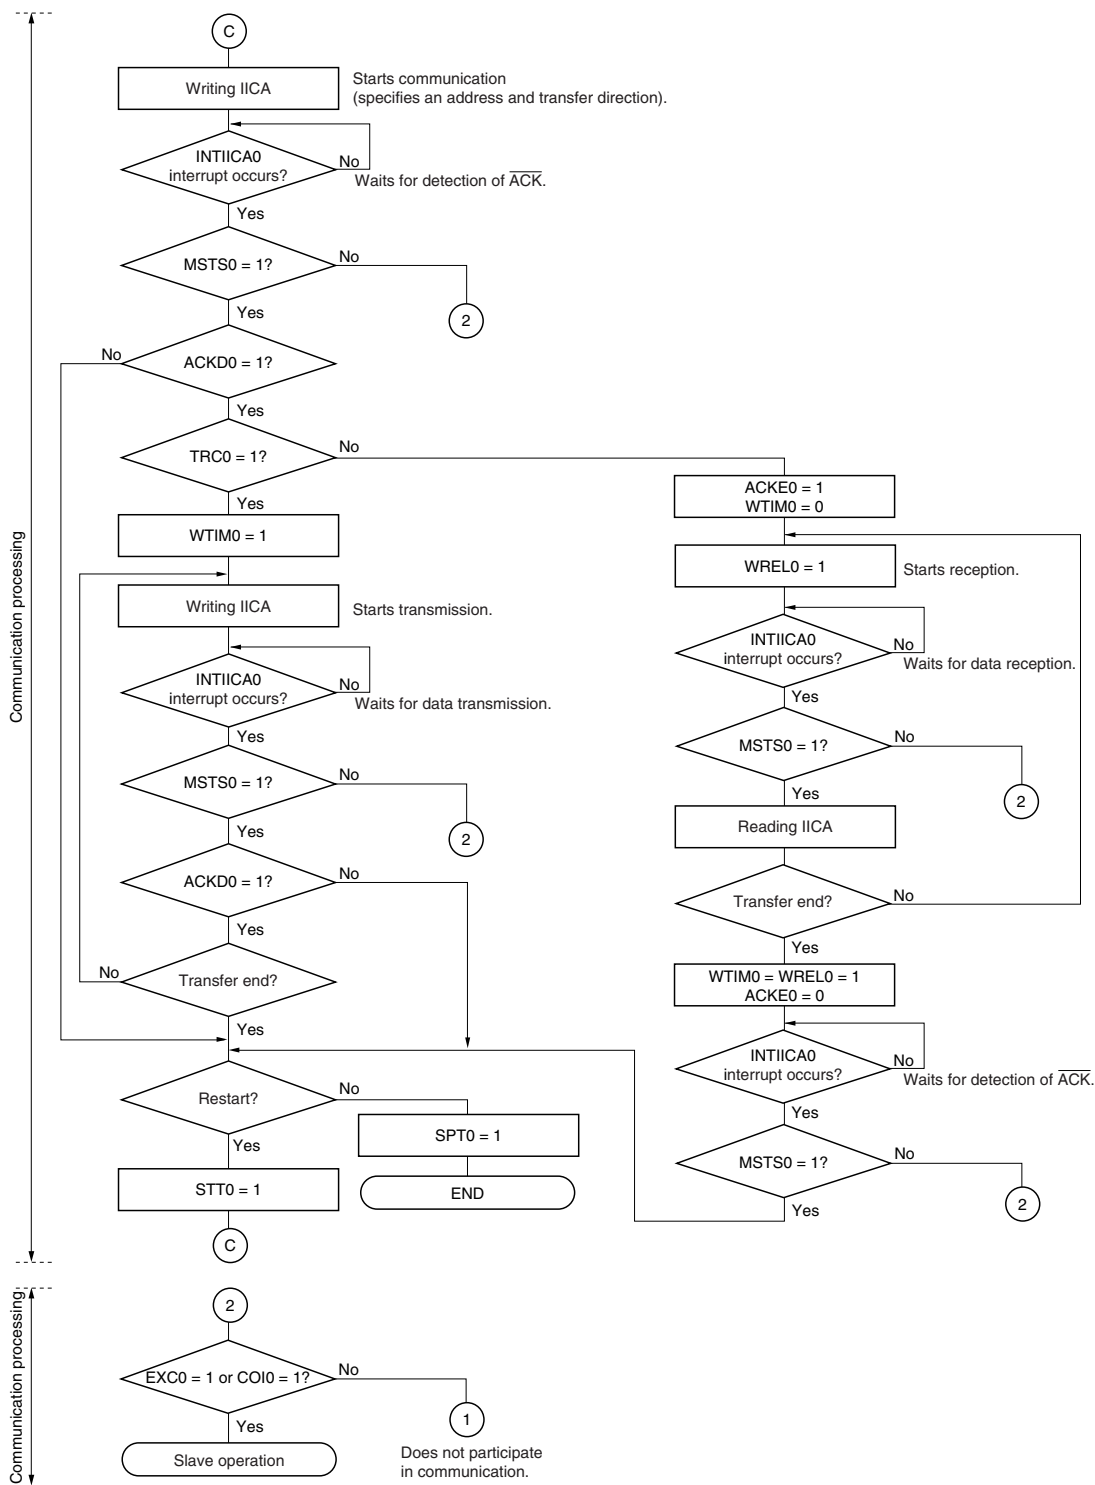 C
Writing IICA
Starts communication
(specifies an address and transfer direction).
INTIICA0
interrupt occurs?
No
Waits for detection of ACK.
Yes
MSTS0 = 1?
No
2
Yes
ACKD0 = 1?
No
Yes
TRC0 = 1?
No
Yes
WTIM0 = 1
Writing IICA
Starts transmission.
INTIICA0
interrupt occurs?
No
Waits for data transmission.
Yes
MSTS0 = 1?
No
2
Yes
ACKD0 = 1?
No
Yes
Transfer end?
No
Yes
Restart?
No
SPT0 = 1
END
Yes
STT0 = 1
C
ACKE0 = 1
WTIM0 = 0
WREL0 = 1
Starts reception.
INTIICA0
interrupt occurs?
No
Waits for data reception.
Yes
MSTS0 = 1?
No
2
Yes
Reading IICA
Transfer end?
No
Yes
WTIM0 = WREL0 = 1
ACKE0 = 0
INTIICA0
interrupt occurs?
No
Waits for detection of ACK.
Yes
MSTS0 = 1?
No
2
Yes
Communication processing
2
EXC0 = 1 or COI0 = 1?
No
1
Does not participate
in communication.
Yes
Slave operation
Communication processing